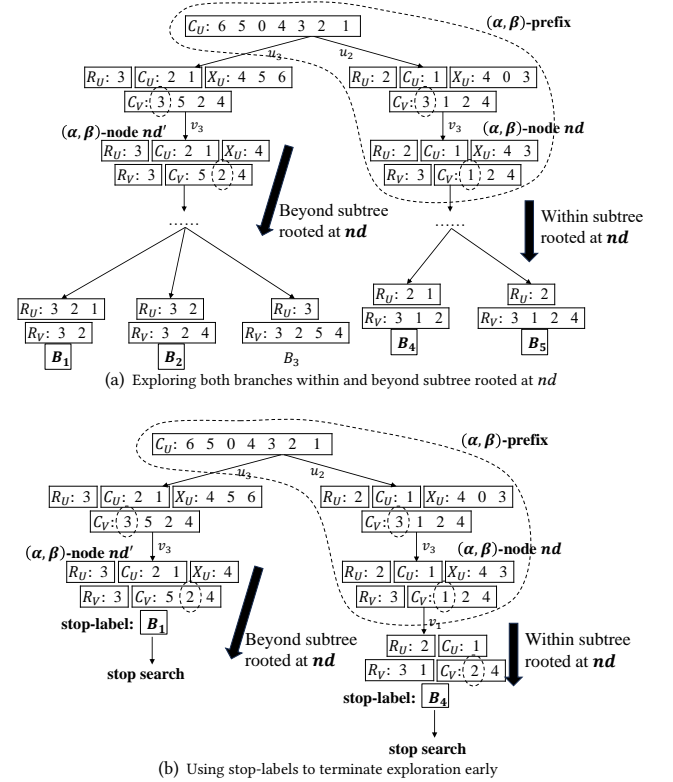 C_U: 6 5 0 4 3 2 1
(α, β)-prefix
u_3 u_2
R_U: 3 C_U: 2 1 X_U: 4 5 6
R_U: 2 C_U: 1 X_U: 4 0 3
C_V: 3 5 2 4
C_V: 3 1 2 4
(α, β)-node nd′ v_3
v_3 (α, β)-node nd
R_U: 3 C_U: 2 1 X_U: 4
R_U: 2 C_U: 1 X_U: 4 3
R_V: 3 C_V: 5 2 4
R_V: 3 C_V: 1 2 4
Beyond subtree
rooted at nd
Within subtree
rooted at nd
......
......
R_U: 3 2 1
R_V: 3 2
B_1
R_U: 3 2
R_V: 3 2 4
B_2
R_U: 3
R_V: 3 2 5 4
B_3
R_U: 2 1
R_V: 3 1 2
B_4
R_U: 2
R_V: 3 1 2 4
B_5
(a) Exploring both branches within and beyond subtree rooted at nd
C_U: 6 5 0 4 3 2 1
(α, β)-prefix
u_3 u_2
R_U: 3 C_U: 2 1 X_U: 4 5 6
R_U: 2 C_U: 1 X_U: 4 0 3
C_V: 3 5 2 4
C_V: 3 1 2 4
(α, β)-node nd′ v_3
v_3 (α, β)-node nd
R_U: 3 C_U: 2 1 X_U: 4
R_U: 2 C_U: 1 X_U: 4 3
R_V: 3 C_V: 5 2 4
R_V: 3 C_V: 1 2 4
stop-label: B_1
stop search
Beyond subtree
rooted at nd
v_1
R_U: 2 C_U: 1
R_V: 3 1 C_V: 2 4
Within subtree
rooted at nd
stop-label: B_4
stop search
(b) Using stop-labels to terminate exploration early